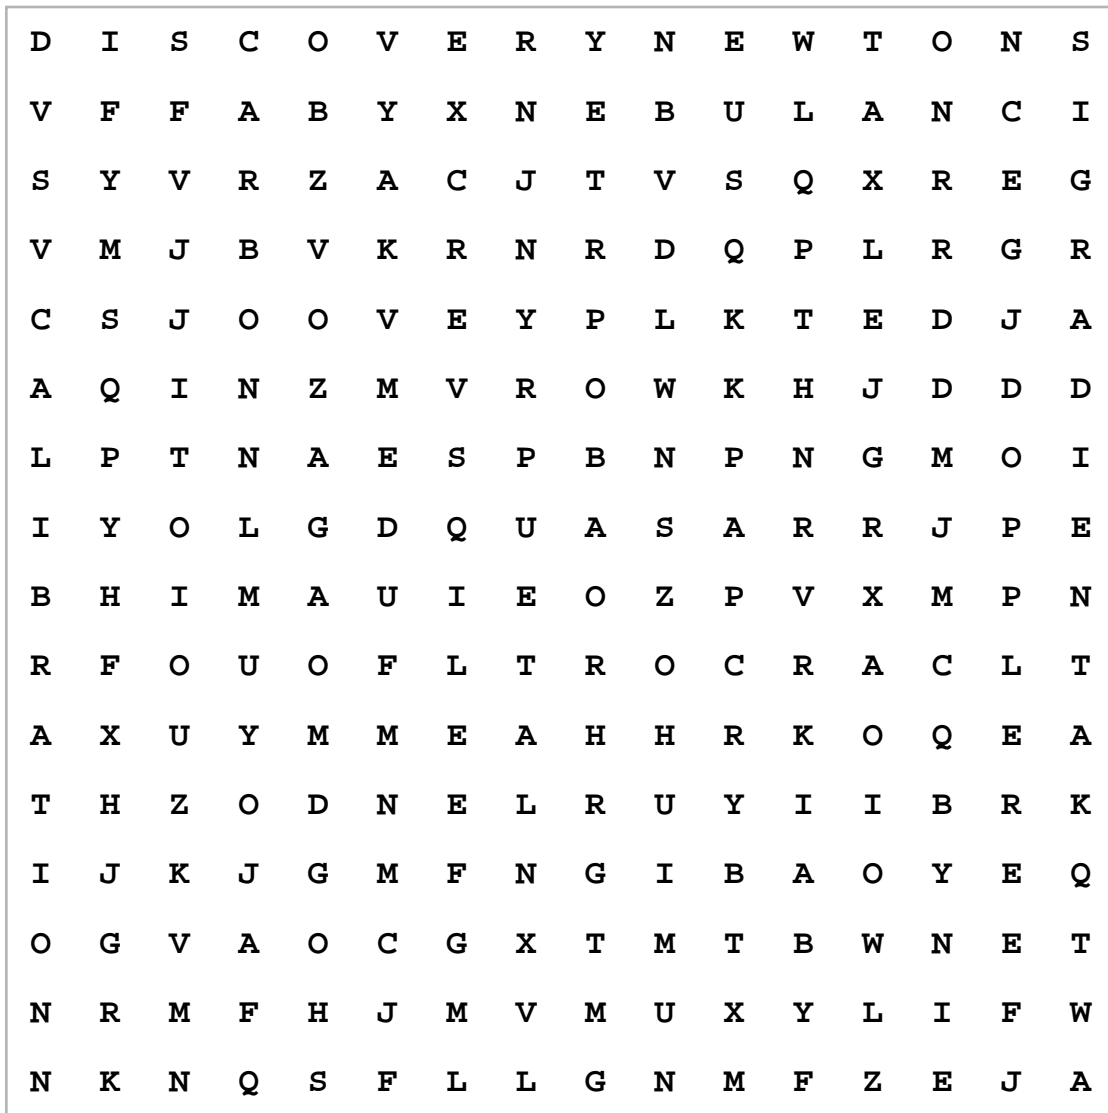 D I S C O V E R Y N E W T O N S
V F F A B Y X N E B U L A N C I
S Y V R Z A C J T V S Q X R E G
V M J B V K R N R D Q P L R G R
C S J O O V E Y P L K T E D J A
A Q I N Z M V R O W K H J D D D
L P T N A E S P B N P N G M O I
I Y O L G D Q U A S A R R J P E
B H I M A U I E O Z P V X M P N
R F O U O F L T R O C R A C L T
A X U Y M M E A H H R K O Q E A
T H Z O D N E L R U Y I I B R K
I J K J G M F N G I B A O Y E Q
O G V A O C G X T M T B W N E T
N R M F H J M V M U X Y L I F W
N K N Q S F L L G N M F Z E J A